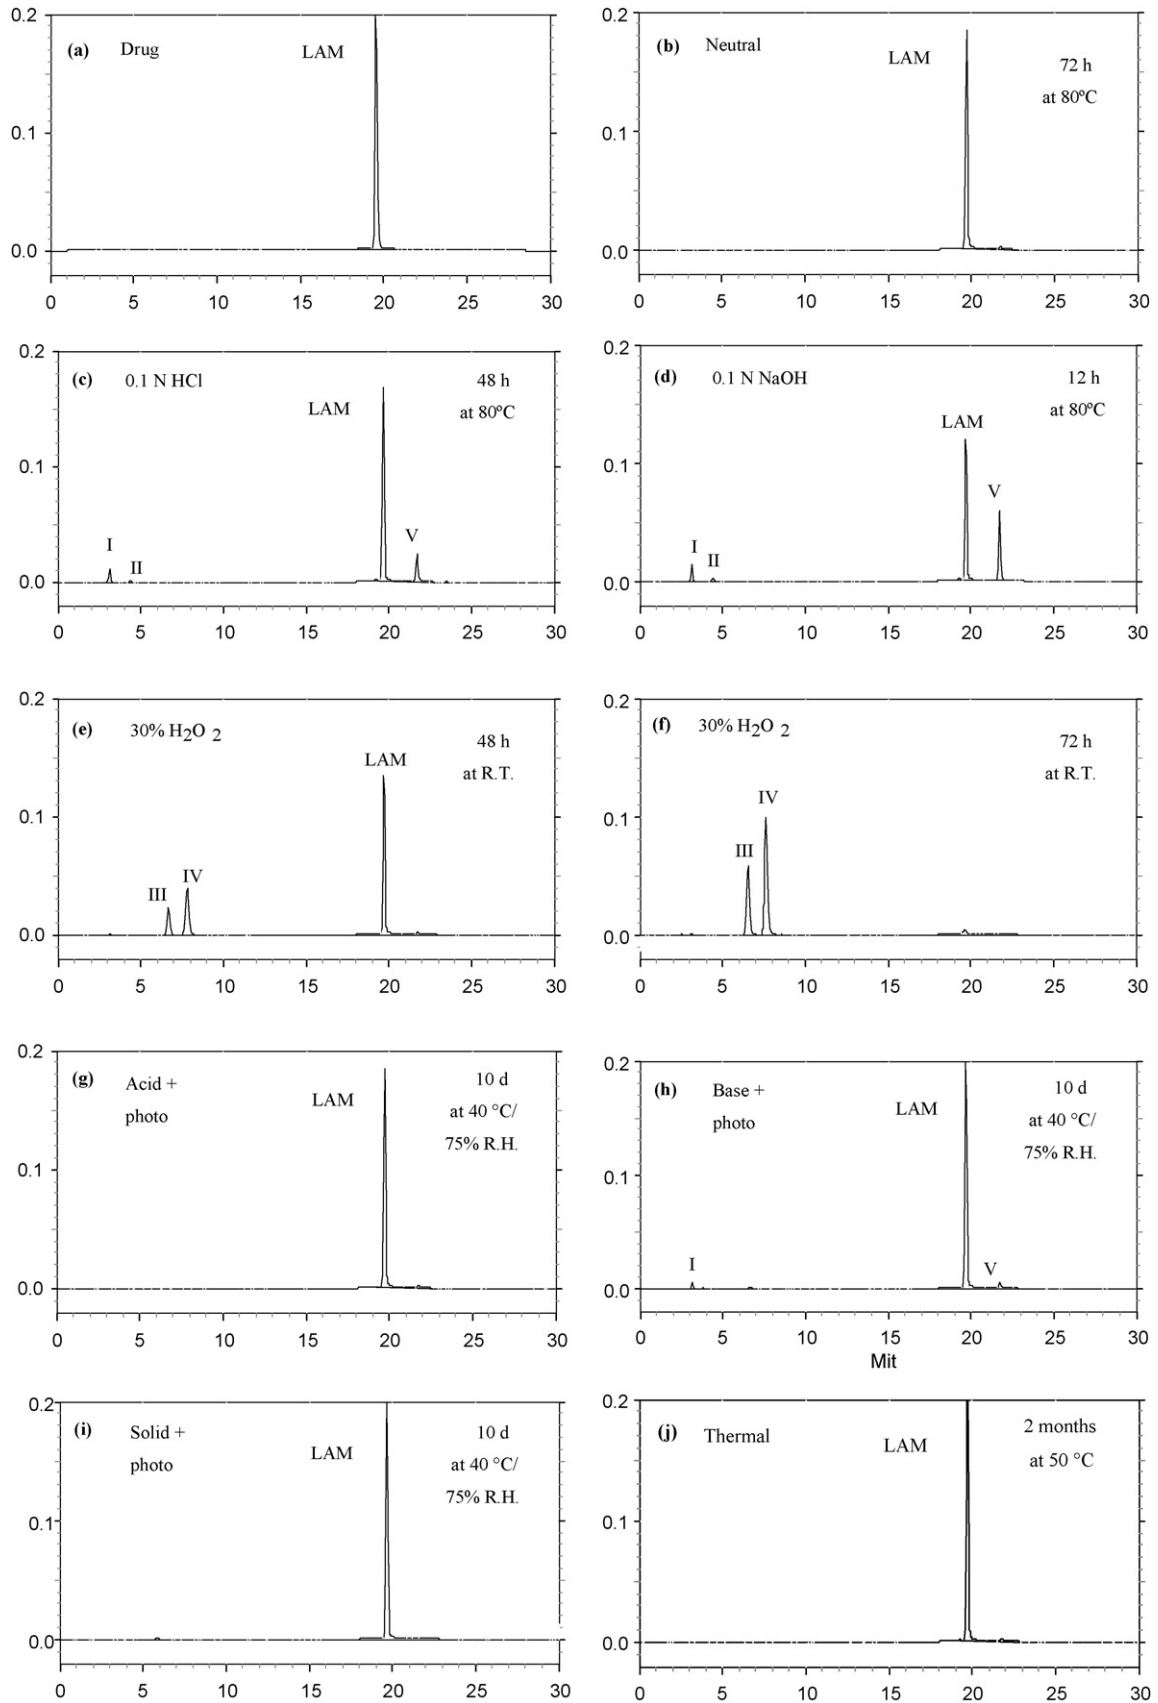 0.2
(a) Drug
LAM
0.1
0.0
0 5 10 15 20 25 30
0.2
(b) Neutral
LAM
72 h
at 80ºC
0.1
0.0
0 5 10 15 20 25 30
0.2
(c) 0.1 N HCl
48 h
at 80ºC
LAM
0.1
I
II
V
0.0
0 5 10 15 20 25 30
0.2
(d) 0.1 N NaOH
12 h
at 80ºC
LAM
0.1
V
I
II
0.0
0 5 10 15 20 25 30
0.2
(e) 30% H2O 2
48 h
at R.T.
LAM
0.1
III
IV
0.0
0 5 10 15 20 25 30
0.2
(f) 30% H2O 2
72 h
at R.T.
IV
0.1
III
0.0
0 5 10 15 20 25 30
0.2
(g) Acid +
photo
LAM
10 d
at 40 °C/
75% R.H.
0.1
0.0
0 5 10 15 20 25 30
0.2
(h) Base +
photo
LAM
10 d
at 40 °C/
75% R.H.
0.1
I
V
0.0
0 5 10 15 20 25 30
Mit
0.2
(i) Solid +
photo
LAM
10 d
at 40 °C/
75% R.H.
0.1
0.0
0 5 10 15 20 25 30
0.2
(j) Thermal
LAM
2 months
at 50 °C
0.1
0.0
0 5 10 15 20 25 30